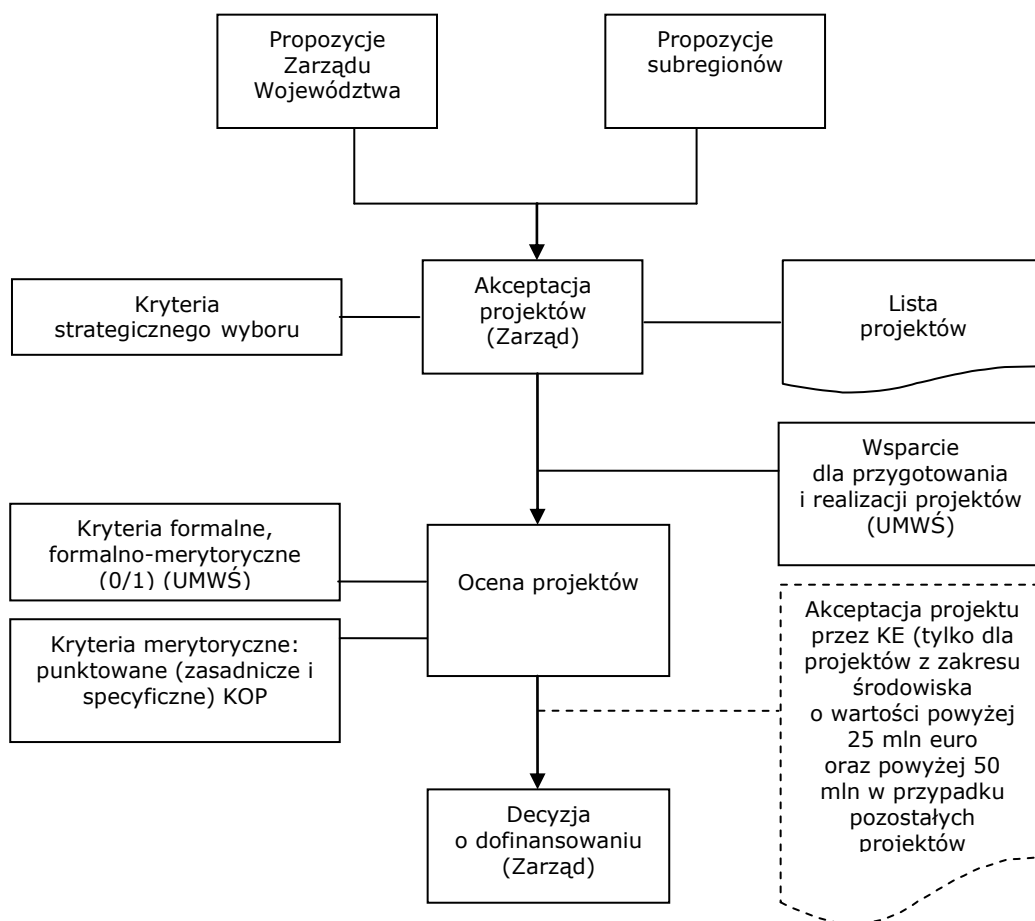 Propozycje
Zarządu
Województwa
Propozycje
subregionów
Kryteria
strategicznego wyboru
Akceptacja
projektów
(Zarząd)
Lista
projektów
Wsparcie
dla przygotowania
i realizacji projektów
(UMWŚ)
Kryteria formalne,
formalno-merytoryczne
(0/1) (UMWŚ)
Ocena projektów
Kryteria merytoryczne:
punktowane (zasadnicze i
specyficzne) KOP
Akceptacja projektu
przez KE (tylko dla
projektów z zakresu
środowiska
o wartości powyżej
25 mln euro
oraz powyżej 50
mln w przypadku
pozostałych
projektów
Decyzja
o dofinansowaniu
(Zarząd)